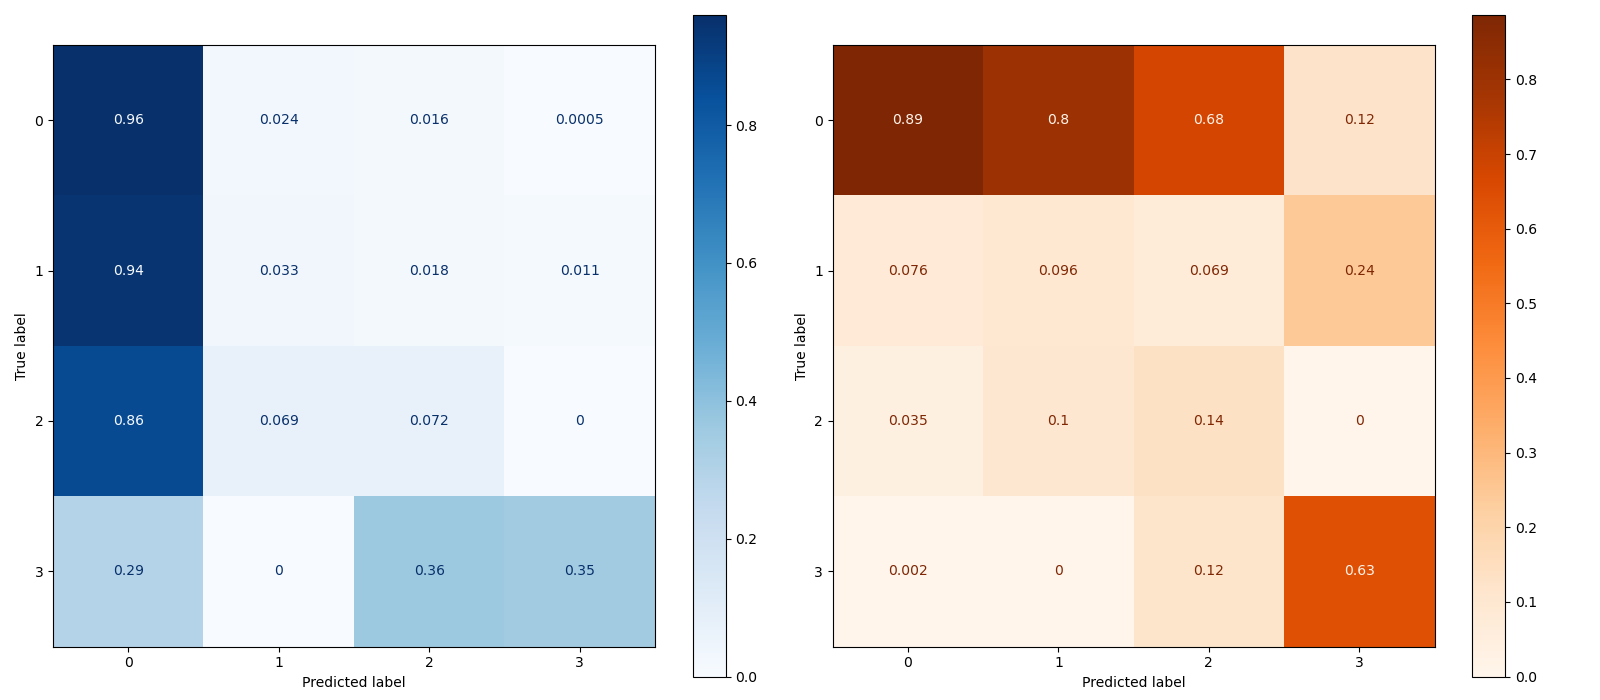 0.96 0.024 0.016 0.0005
0.94 0.033 0.018 0.011
0.86 0.069 0.072 0
0.29 0 0.36 0.35
0
1
2
3
True label
0 1 2 3
Predicted label
0.8
0.6
0.4
0.2
0.0
0.89 0.8 0.68 0.12
0.076 0.096 0.069 0.24
0.035 0.1 0.14 0
0.002 0 0.12 0.63
0
1
2
3
True label
0 1 2 3
Predicted label
0.8
0.7
0.6
0.5
0.4
0.3
0.2
0.1
0.0